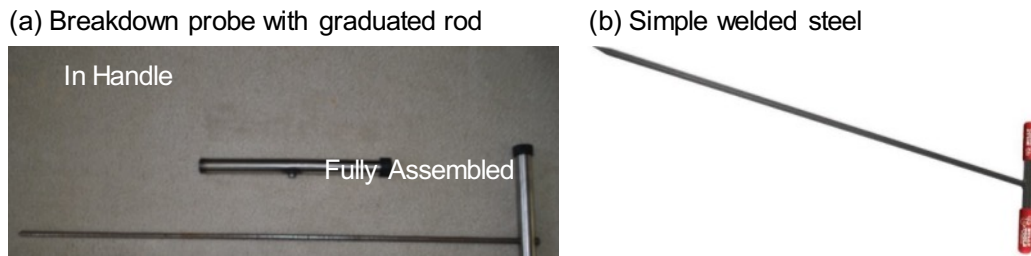 (a) Breakdown probe with graduated rod
(b) Simple welded steel
In Handle
Fully Assembled